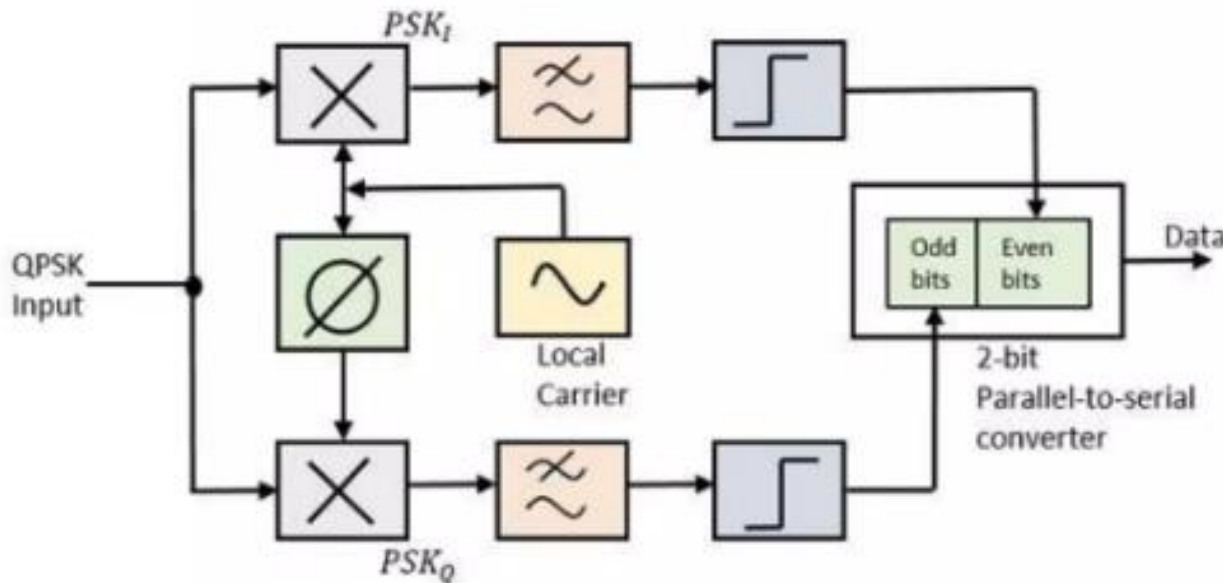 PSK_I
QPSK
Input
Local
Carrier
Odd
bits
Even
bits
Data
2-bit
Parallel-to-serial
converter
PSK_Q